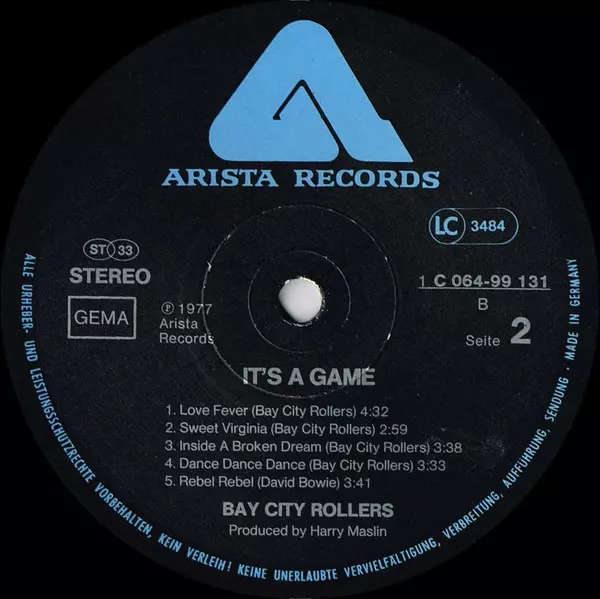 ARISTA RECORDS
LC 3484
ST 33
STEREO
GEMA
℗ 1977
Arista
Records
1 C 064-99 131
B
Seite 2
IT'S A GAME
1. Love Fever (Bay City Rollers) 4:32
2. Sweet Virginia (Bay City Rollers) 2:59
3. Inside A Broken Dream (Bay City Rollers) 3:38
4. Dance Dance Dance (Bay City Rollers) 3:33
5. Rebel Rebel (David Bowie) 3:41
BAY CITY ROLLERS
Produced by Harry Maslin
ALLE URHEBER- UND LEISTUNGSSCHUTZRECHTE VORBEHALTEN, KEIN VERLEIH! KEINE UNERLAUBTE VERVIELFÄLTIGUNG, VERBREITUNG, AUFFÜHRUNG, SENDUNG · MADE IN GERMANY